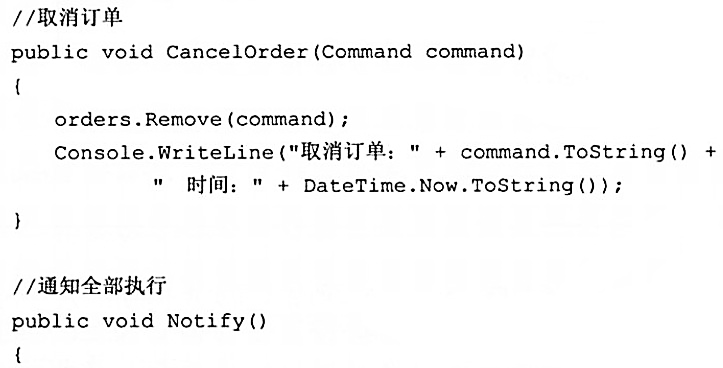 //取消订单
public void CancelOrder(Command command)
{
orders.Remove(command);
Console.WriteLine("取消订单：" + command.ToString() +
"  时间：" + DateTime.Now.ToString());
}
//通知全部执行
public void Notify()
{